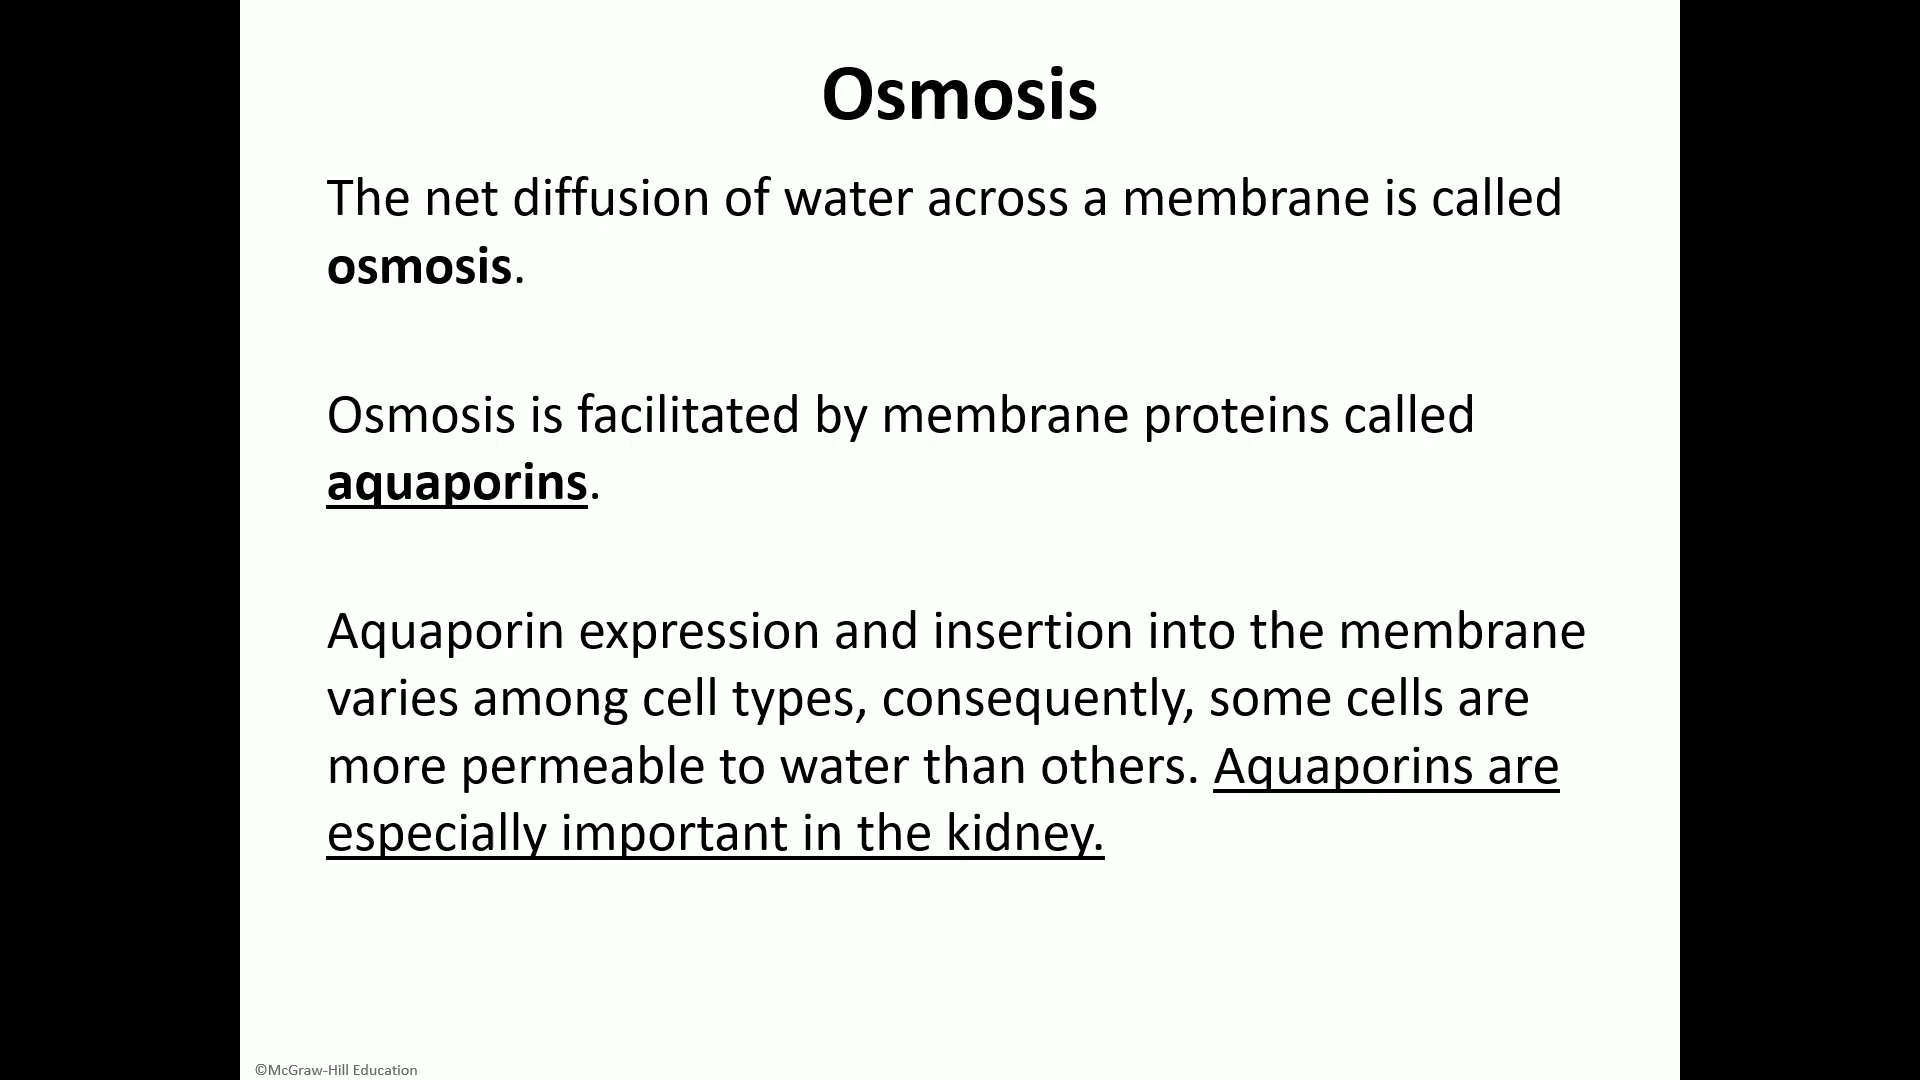 Osmosis
The net diffusion of water across a membrane is called
osmosis.
Osmosis is facilitated by membrane proteins called
aquaporins.
Aquaporin expression and insertion into the membrane
varies among cell types, consequently, some cells are
more permeable to water than others. Aquaporins are
especially important in the kidney.
©McGraw-Hill Education